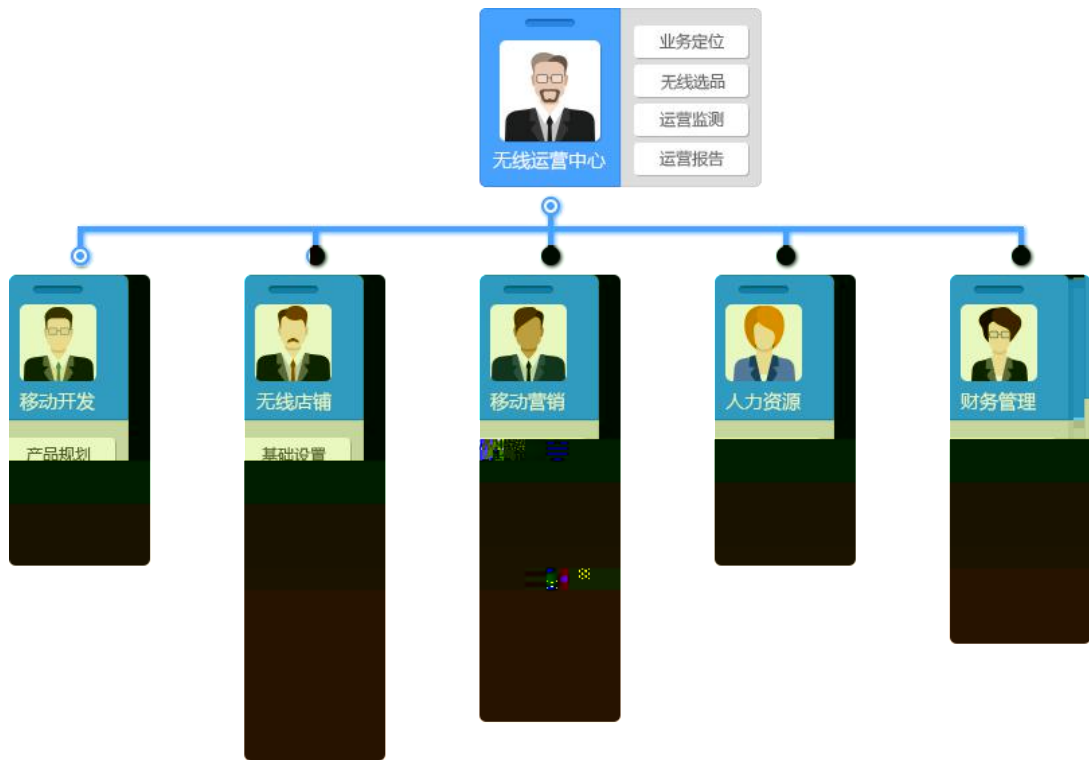 业务定位
无线选品
运营监测
运营报告
无线运营中心
移动开发
无线店铺
移动营销
人力资源
财务管理
产品规划
基础设置